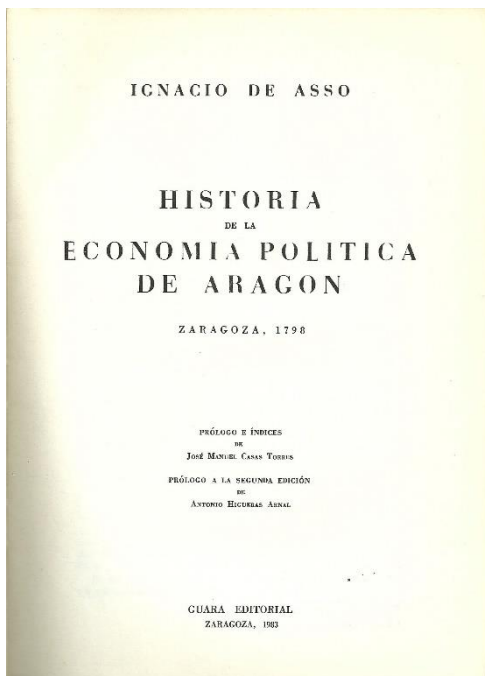 IGNACIO DE ASSO
HISTORIA
DE LA
ECONOMIA POLITICA
DE ARAGON
ZARAGOZA, 1798
PRÓLOGO E ÍNDICES
DE
JOSÉ MANUEL CASAS TORRES
PRÓLOGO A LA SEGUNDA EDICIÓN
DE
ANTONIO HIGUERAS ARNAL
GUARA EDITORIAL
ZARAGOZA, 1983